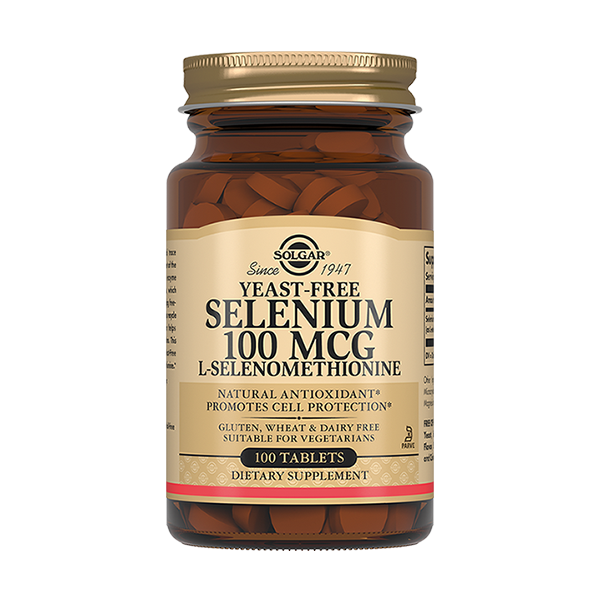 SOLGAR®
Since 1947
YEAST-FREE
SELENIUM
100 MCG
L-SELENOMETHIONINE
NATURAL ANTIOXIDANT*
PROMOTES CELL PROTECTION*
GLUTEN, WHEAT & DAIRY FREE
SUITABLE FOR VEGETARIANS
PARVE
100 TABLETS
DIETARY SUPPLEMENT